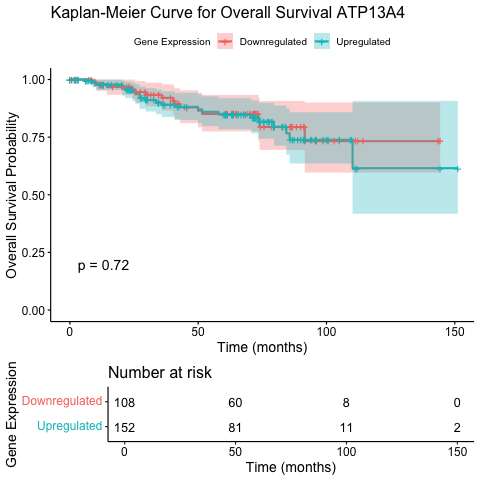 Kaplan-Meier Curve for Overall Survival ATP13A4
Gene Expression Downregulated Upregulated
Overall Survival Probability
1.00
0.75
0.50
0.25
0.00
p = 0.72
0 50 100 150
Time (months)
Number at risk
Gene Expression
Downregulated 108 60 8 0
Upregulated 152 81 11 2
0 50 100 150
Time (months)